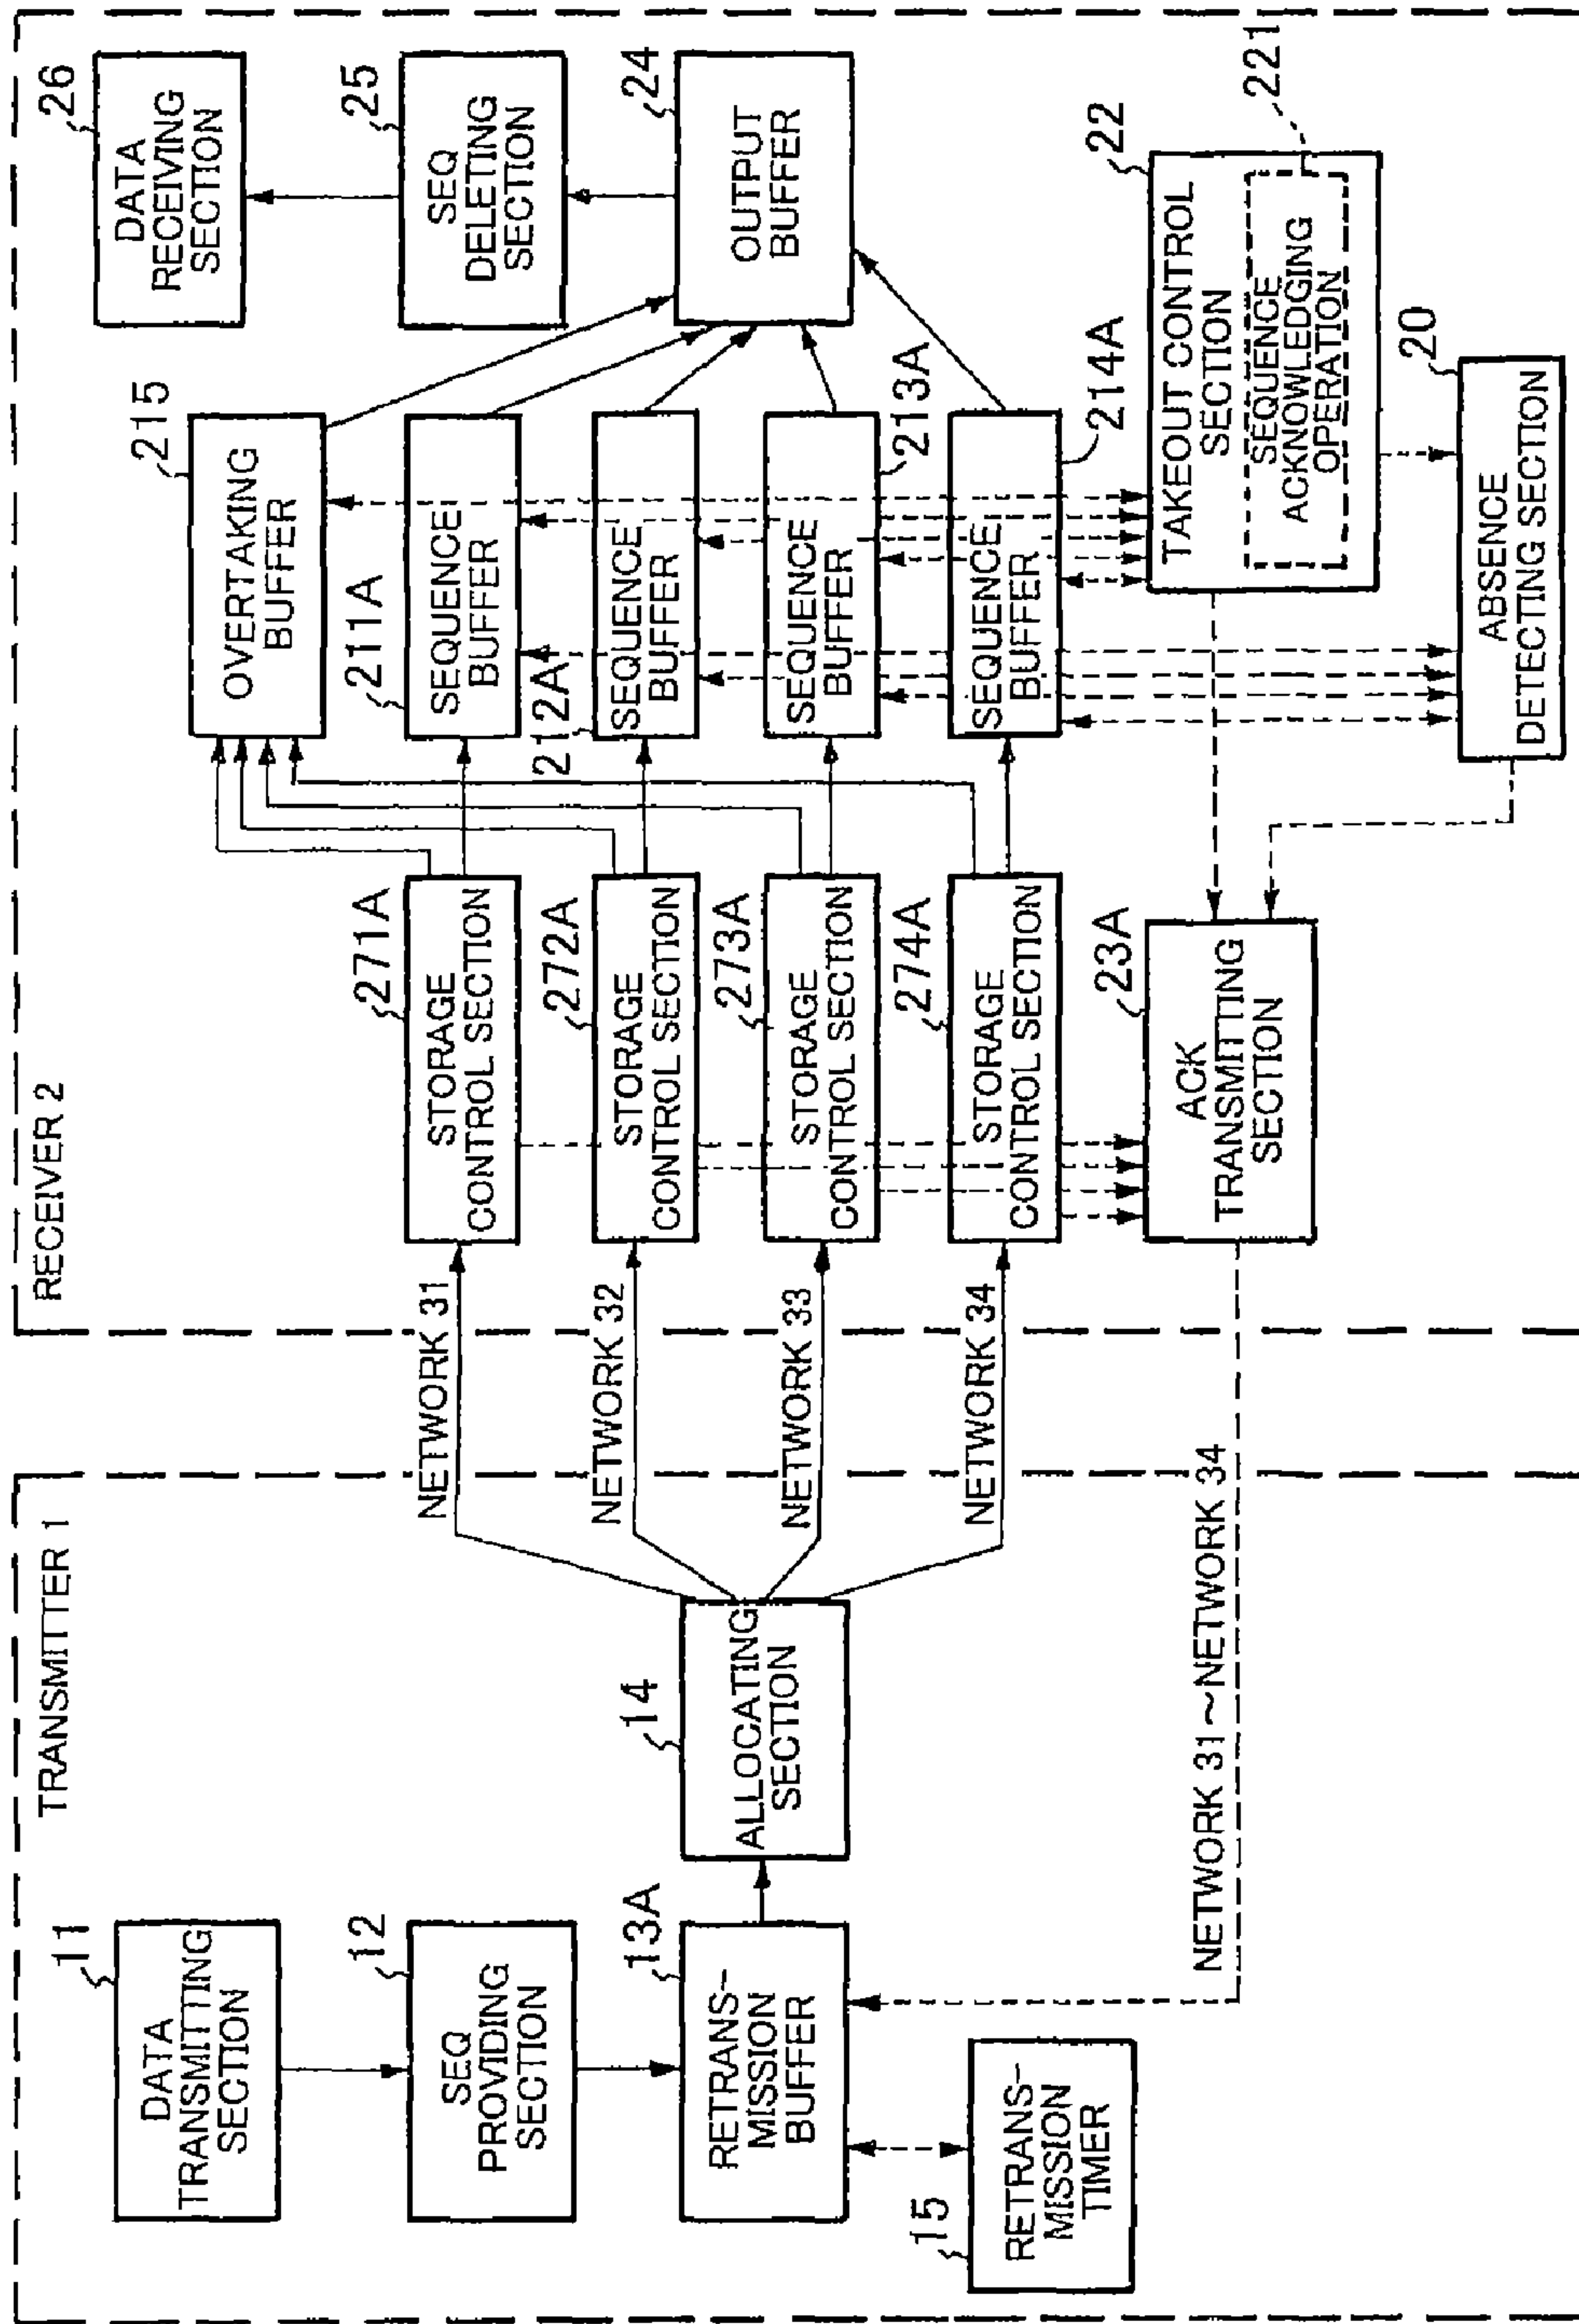 TRANSMITTER 1
11
DATA
TRANSMITTING
SECTION
12
SEQ
PROVIDING
SECTION
13A
RETRANS-
MISSION
BUFFER
15
RETRANS-
MISSION
TIMER
14
ALLOCATING
SECTION
NETWORK 31
NETWORK 32
NETWORK 33
NETWORK 34
NETWORK 31~NETWORK 34
RECEIVER 2
271A
STORAGE
CONTROL SECTION
272A
STORAGE
CONTROL SECTION
273A
STORAGE
CONTROL SECTION
274A
STORAGE
CONTROL SECTION
23A
ACK
TRANSMITTING
SECTION
215
OVERTAKING
BUFFER
211A
SEQUENCE
BUFFER
212A
SEQUENCE
BUFFER
213A
SEQUENCE
BUFFER
214A
SEQUENCE
BUFFER
26
DATA
RECEIVING
SECTION
25
SEQ
DELETING
SECTION
24
OUTPUT
BUFFER
22
TAKEOUT CONTROL
SECTION
221
SEQUENCE
ACKNOWLEDGING
OPERATION
20
ABSENCE
DETECTING SECTION